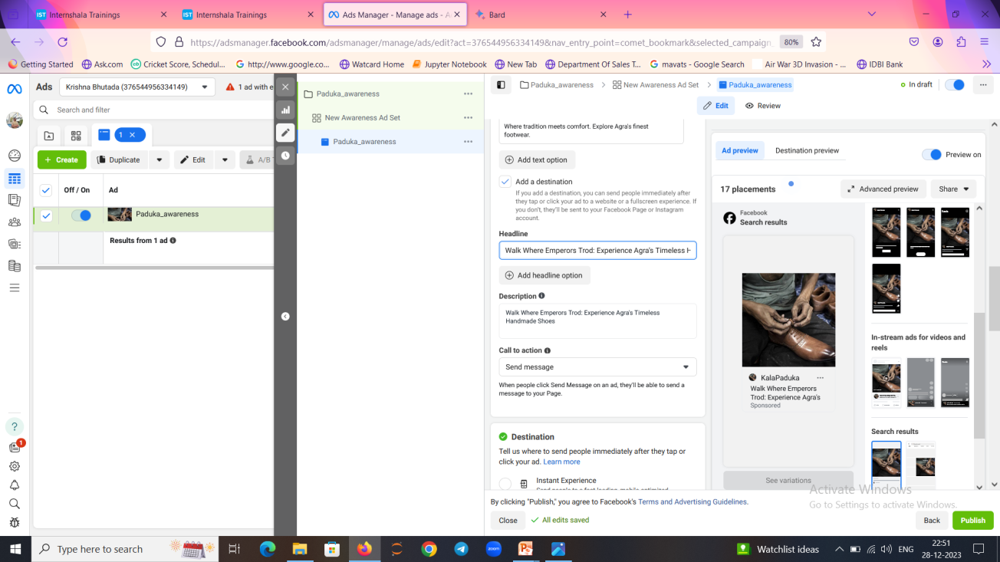 Internshala Trainings
Internshala Trainings
Ads Manager - Manage ads - A
Bard
https://adsmanager.facebook.com/adsmanager/manage/ads/edit?act=376544956334149&nav_entry_point=comet_bookmark&selected_campaign_
80%
Getting Started
Ask.com
Cricket Score, Schedul...
http://www.google.co...
Watcard Home
Jupyter Notebook
New Tab
Department Of Sales T...
mavats - Google Search
Air War 3D Invasion - ...
IDBI Bank
Ads
Krishna Bhutada (376544956334149)
1 ad with e
Search and filter
1
+ Create
Duplicate
Edit
A/B T
Off / On
Ad
Paduka_awareness
Results from 1 ad
Paduka_awareness
New Awareness Ad Set
Paduka_awareness
Paduka_awareness
New Awareness Ad Set
Paduka_awareness
In draft
Edit
Review
Where tradition meets comfort. Explore Agra's finest
footwear.
Add text option
Add a destination
If you add a destination, you can send people immediately after
they tap or click your ad to a website or a fullscreen experience. If
you don't, they'll be sent to your Facebook Page or Instagram
account.
Headline
Walk Where Emperors Trod: Experience Agra's Timeless H
Add headline option
Description
Walk Where Emperors Trod: Experience Agra's Timeless
Handmade Shoes
Call to action
Send message
When people click Send Message on an ad, they'll be able to send a
message to your Page.
Destination
Tell us where to send people immediately after they tap or
click your ad. Learn more
Instant Experience
Send people to a fast-loading, mobile-optimized
Ad preview
Destination preview
Preview on
17 placements
Advanced preview
Share
Facebook
Search results
KalaPaduka
Walk Where Emperors
Trod: Experience Agra's
Sponsored
See variations
In-stream ads for videos and
reels
Search results
By clicking "Publish," you agree to Facebook's Terms and Advertising Guidelines.
Close
All edits saved
Back
Publish
Activate Windows
Go to Settings to activate Windows.
?
1
Type here to search
zoom
Watchlist ideas
ENG
22:51
28-12-2023